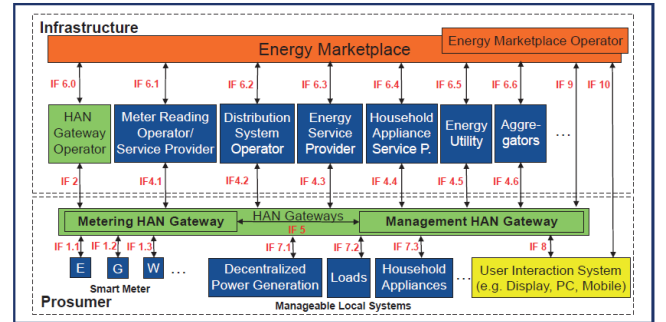 Infrastructure
Energy Marketplace Operator
Energy Marketplace
IF 6.0 IF 6.1 IF 6.2 IF 6.3 IF 6.4 IF 6.5 IF 6.6 IF 9 IF 10
HAN
Gateway
Operator
Meter Reading
Operator/
Service Provider
Distribution
System
Operator
Energy
Service
Provider
Household
Appliance
Service P.
Energy
Utility
Aggre-
gators
...
IF 2 IF4.1 IF4.2 IF 4.3 IF 4.4 IF 4.5 IF 4.6
Metering HAN Gateway
HAN Gateways
IF 5
Management HAN Gateway
IF 1.1 IF 1.2 IF 1.3 IF 7.1 IF 7.2 IF 7.3 IF 8
E G W ...
Smart Meter
Decentralized
Power Generation
Loads
Household
Appliances
...
User Interaction System
(e.g. Display, PC, Mobile)
Manageable Local Systems
Prosumer